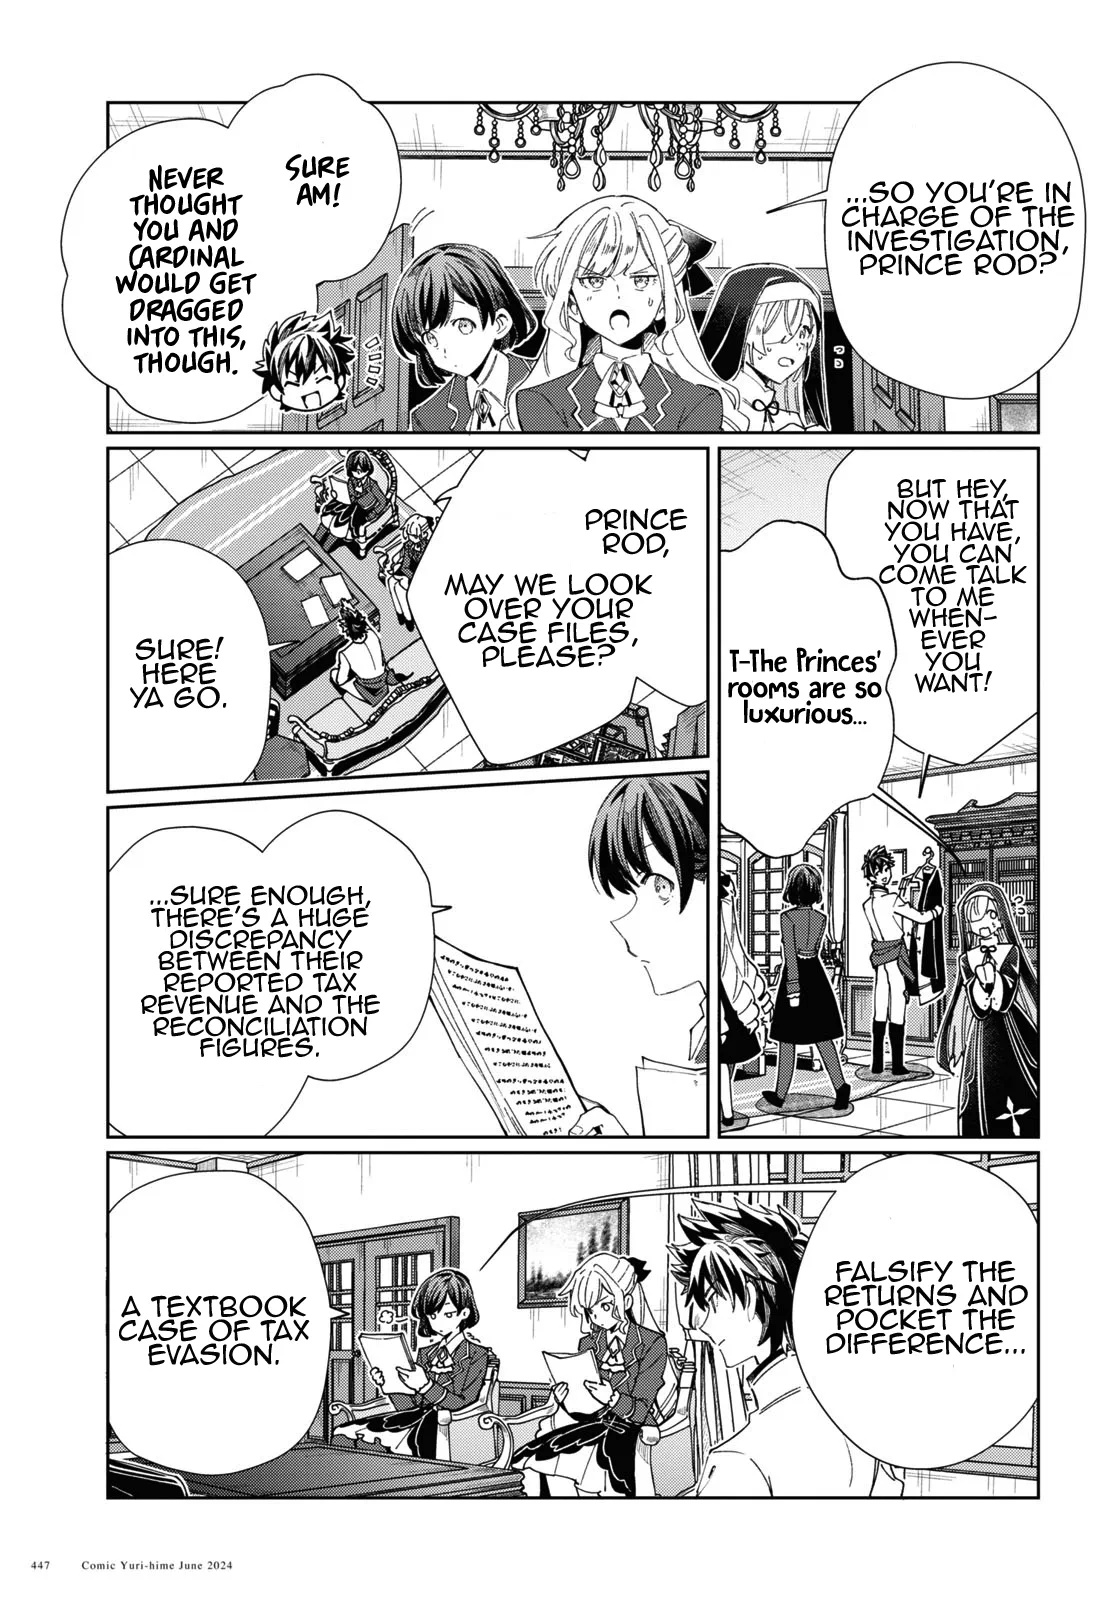 ...SO YOU'RE IN
CHARGE OF THE
INVESTIGATION,
PRINCE ROD?
SURE
AM!
NEVER
THOUGHT
YOU AND
CARDINAL
WOULD GET
DRAGGED
INTO THIS,
THOUGH.
BUT HEY,
NOW THAT
YOU HAVE,
YOU CAN
COME TALK
TO ME
WHEN-
EVER
YOU
WANT!
T-The Princes'
rooms are so
luxurious...
PRINCE
ROD,
MAY WE LOOK
OVER YOUR
CASE FILES,
PLEASE?
SURE!
HERE
YA GO.
...SURE ENOUGH,
THERE'S A HUGE
DISCREPANCY
BETWEEN THEIR
REPORTED TAX
REVENUE AND THE
RECONCILIATION
FIGURES.
FALSIFY THE
RETURNS AND
POCKET THE
DIFFERENCE...
A TEXTBOOK
CASE OF TAX
EVASION.
447 Comic Yuri-hime June 2024